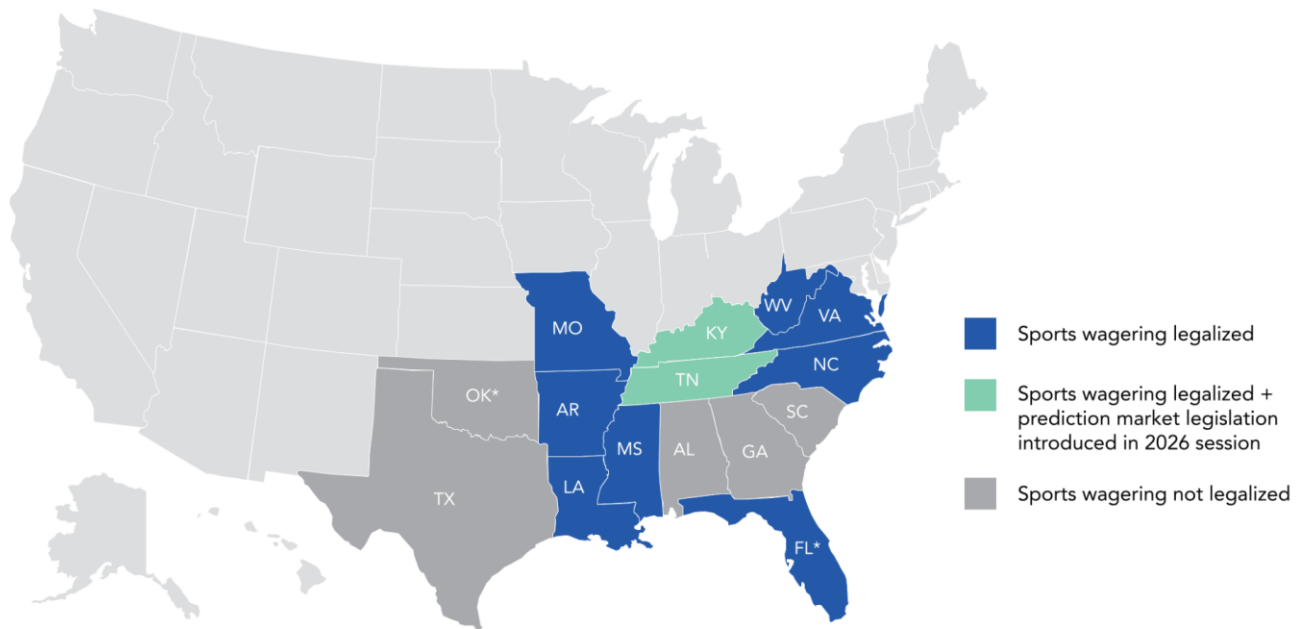 WV
VA
MO
KY
NC
TN
OK*
AR
SC
MS
AL
GA
LA
TX
FL*
Sports wagering legalized
Sports wagering legalized +
prediction market legislation
introduced in 2026 session
Sports wagering not legalized